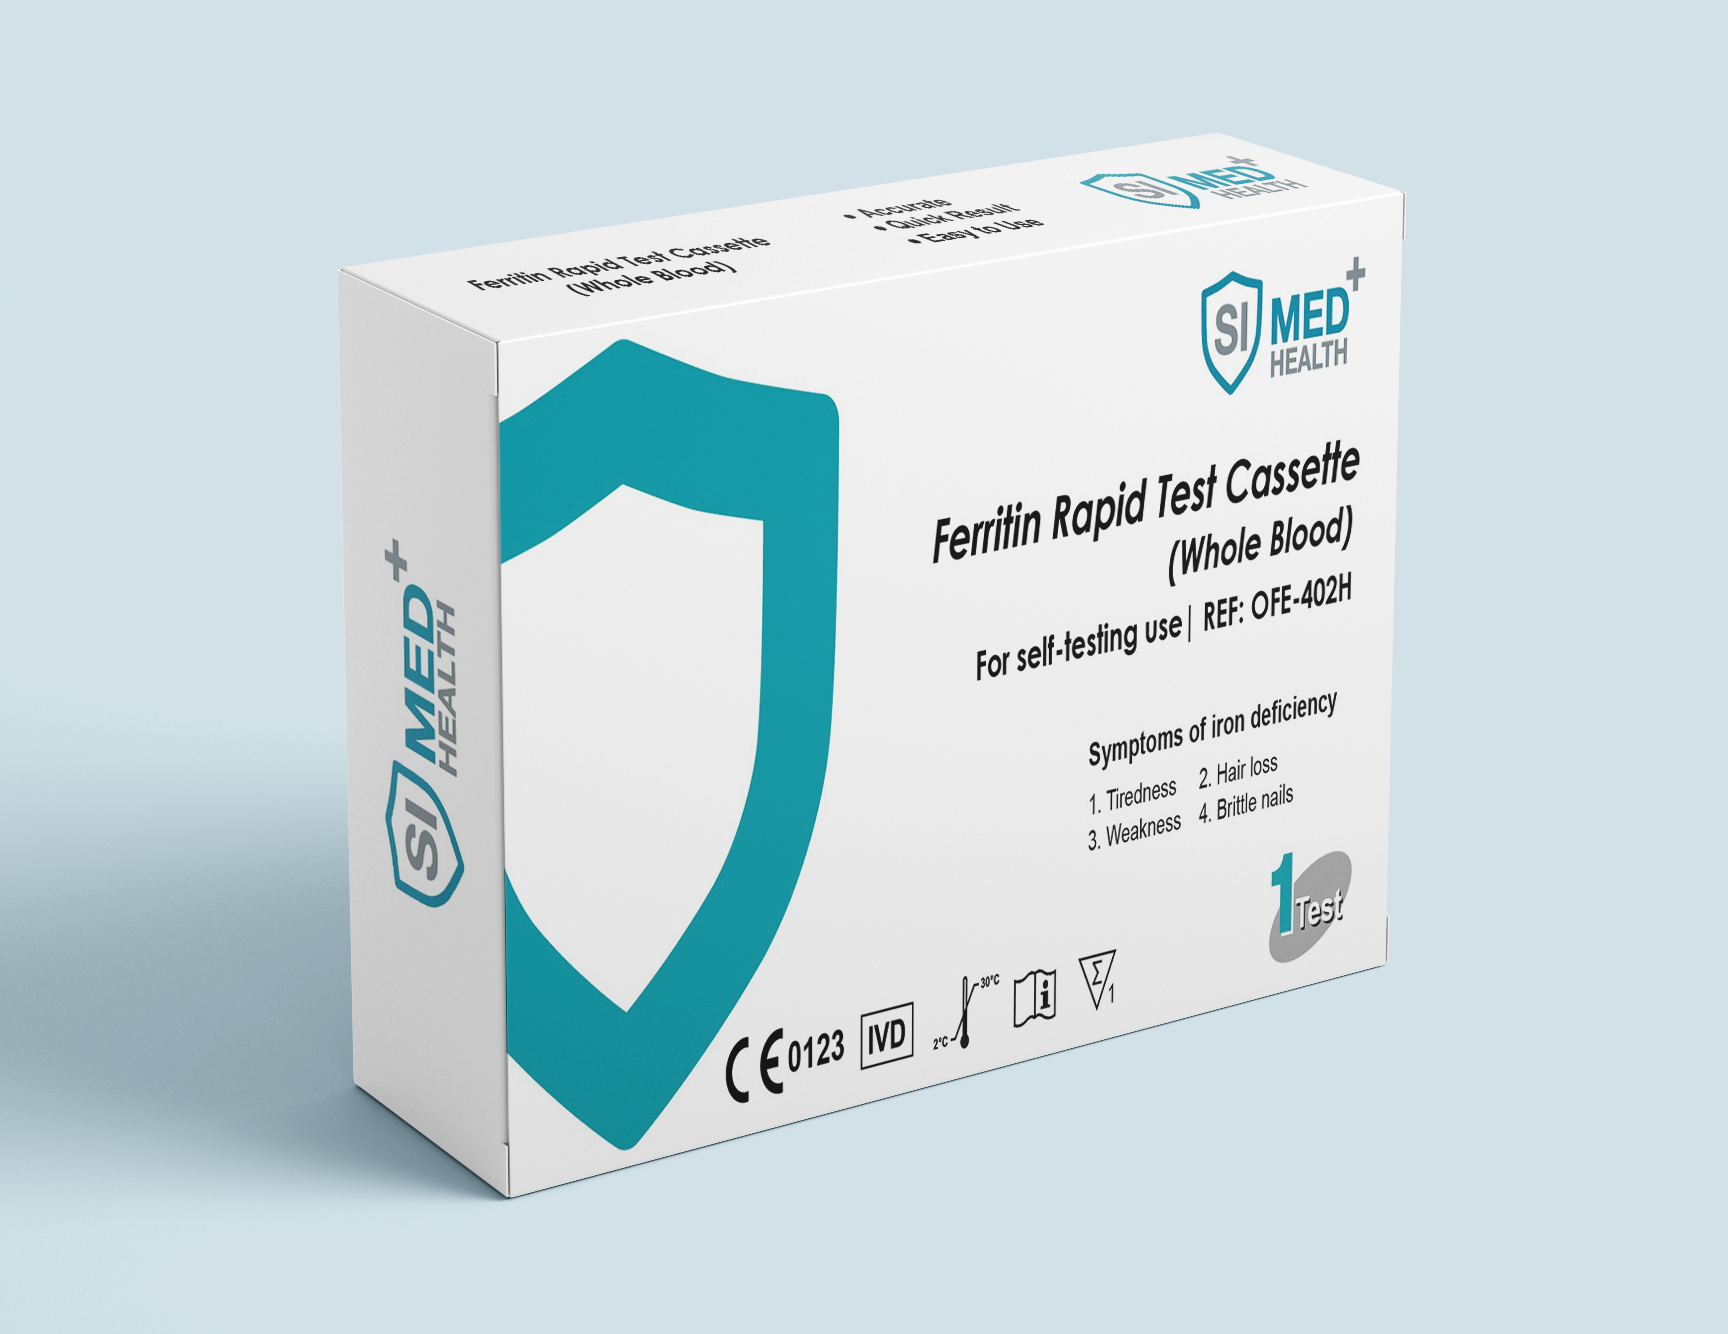 Ferritin Rapid Test Cassette
(Whole Blood)
• Accurate
• Quick Result
• Easy to Use
SI MED+
HEALTH
SI MED+
HEALTH
Ferritin Rapid Test Cassette
(Whole Blood)
For self-testing use| REF: OFE-402H
Symptoms of iron deficiency
1. Tiredness 2. Hair loss
3. Weakness 4. Brittle nails
1 Test
CE 0123 IVD 2°C 30°C i Σ 1
SI MED+
HEALTH